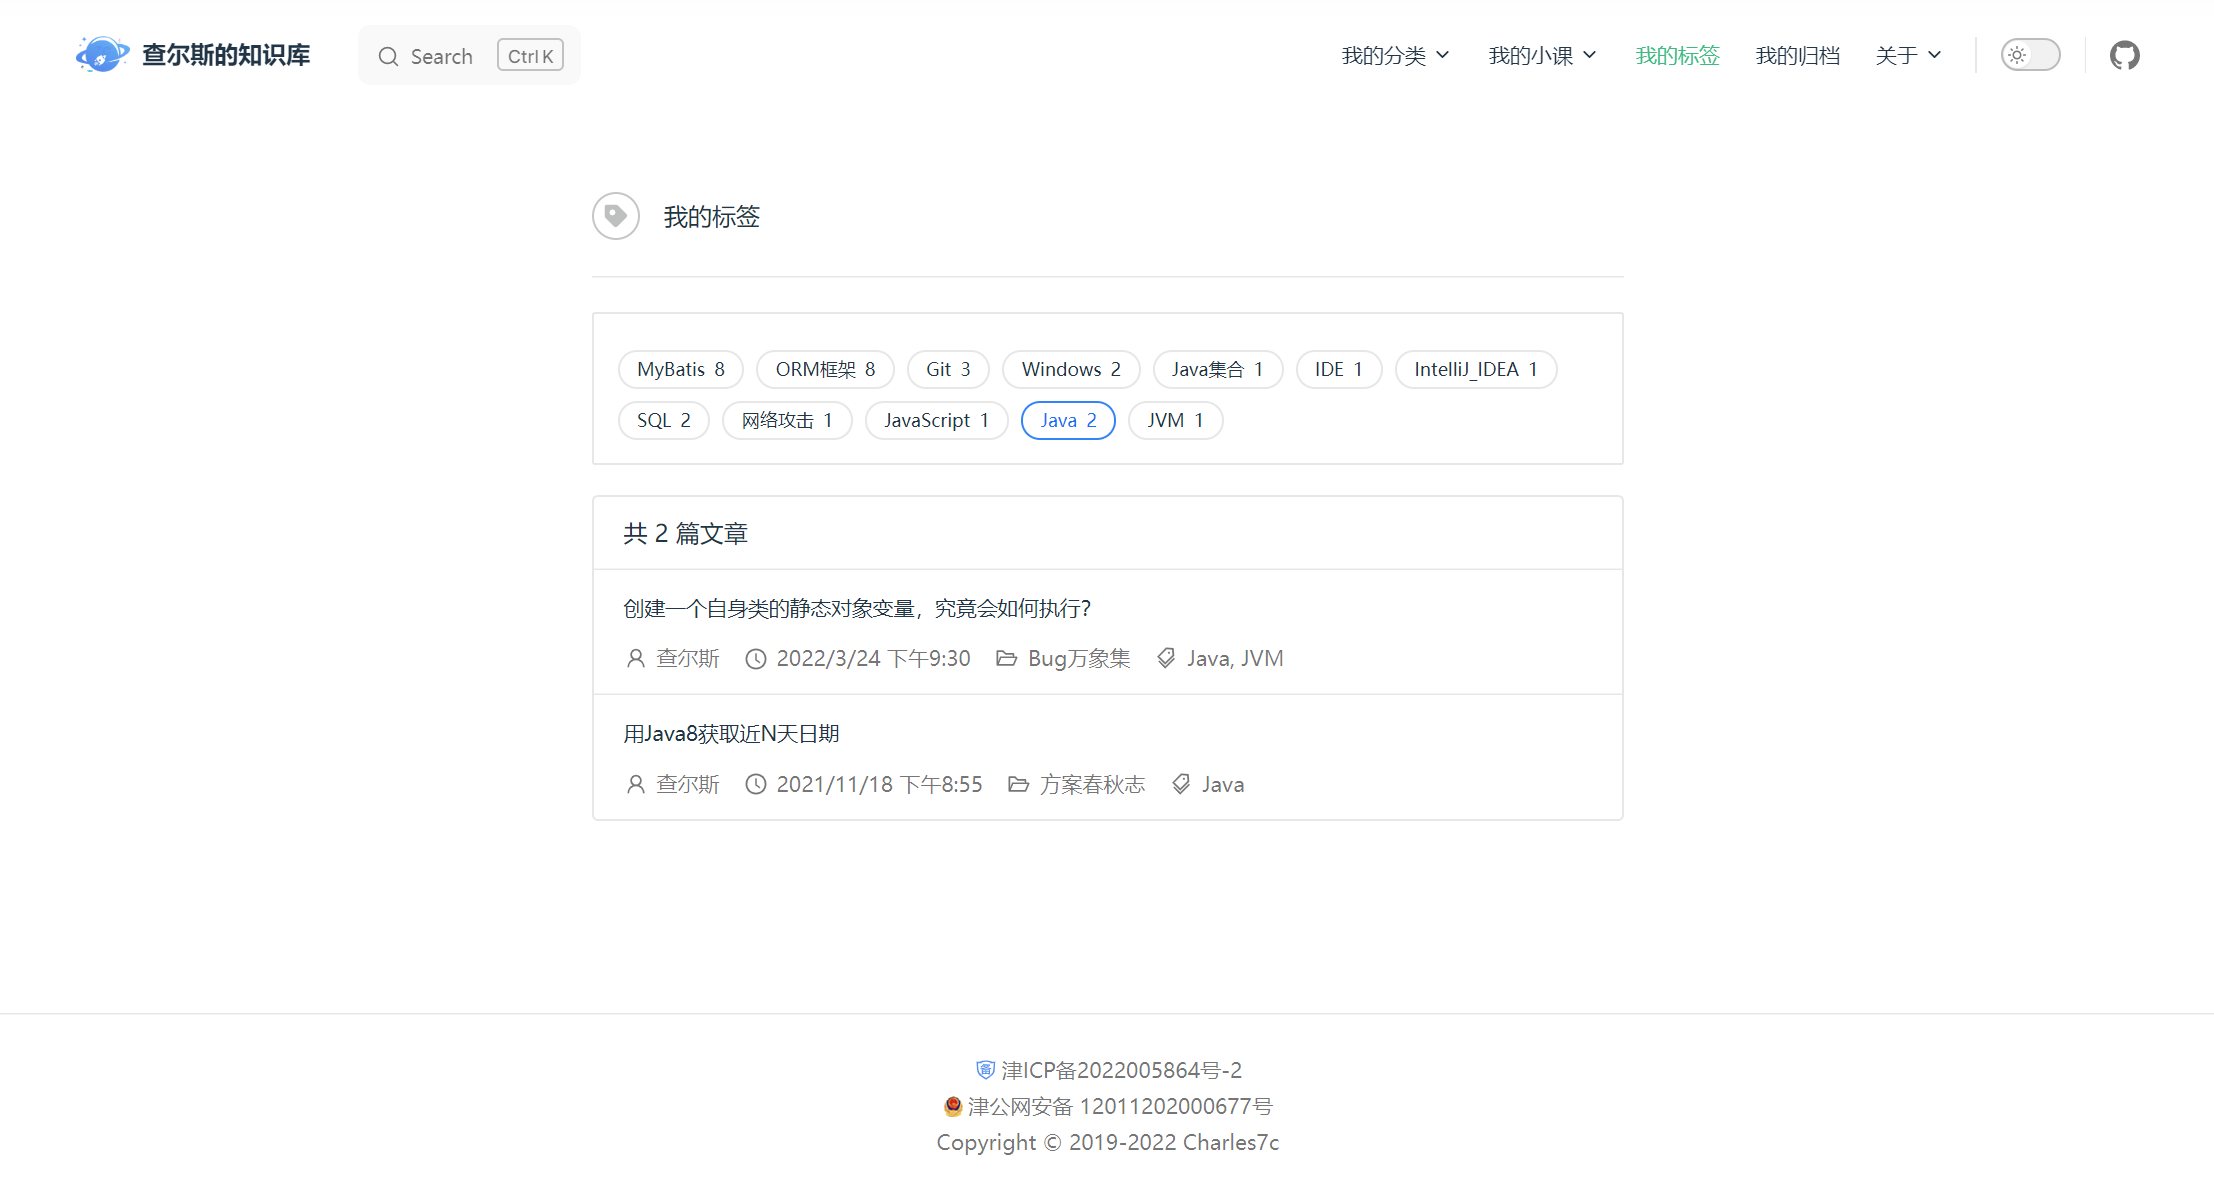 查尔斯的知识库 Search Ctrl K 我的分类 我的小课 我的标签 我的归档 关于
我的标签
MyBatis 8 ORM框架 8 Git 3 Windows 2 Java集合 1 IDE 1 IntelliJ_IDEA 1
SQL 2 网络攻击 1 JavaScript 1 Java 2 JVM 1
共 2 篇文章
创建一个自身类的静态对象变量，究竟会如何执行？
查尔斯 2022/3/24 下午9:30 Bug万象集 Java, JVM
用Java8获取近N天日期
查尔斯 2021/11/18 下午8:55 方案春秋志 Java
津ICP备2022005864号-2
津公网安备 12011202000677号
Copyright © 2019-2022 Charles7c